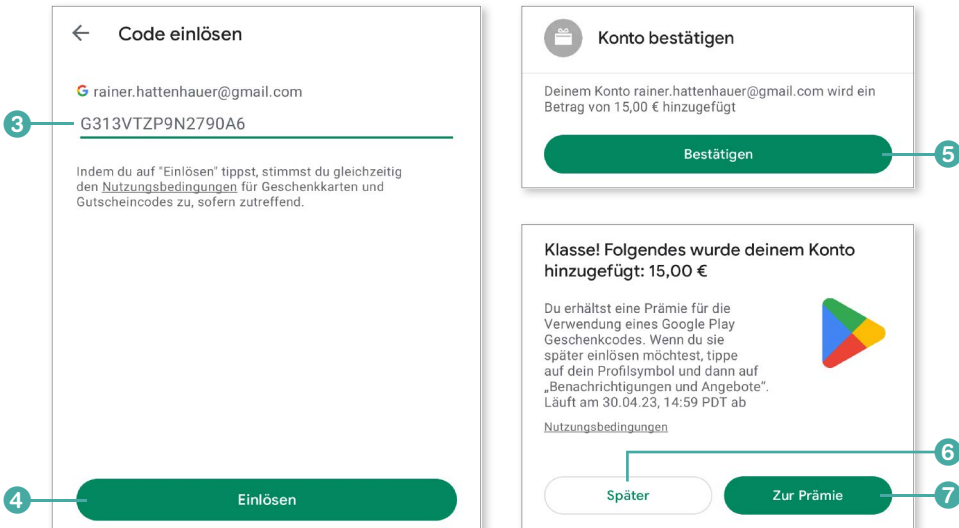 Code einlösen
rainer.hattenhauer@gmail.com
3
G313VTZP9N2790A6
Indem du auf "Einlösen" tippst, stimmst du gleichzeitig
den Nutzungsbedingungen für Geschenkkarten und
Gutscheincodes zu, sofern zutreffend.
4
Einlösen
Konto bestätigen
Deinem Konto rainer.hattenhauer@gmail.com wird ein
Betrag von 15,00 € hinzugefügt
Bestätigen
5
Klasse! Folgendes wurde deinem Konto
hinzugefügt: 15,00 €
Du erhältst eine Prämie für die
Verwendung eines Google Play
Geschenkcodes. Wenn du sie
später einlösen möchtest, tippe
auf dein Profilsymbol und dann auf
„Benachrichtigungen und Angebote“.
Läuft am 30.04.23, 14:59 PDT ab
Nutzungsbedingungen
6
Später
Zur Prämie
7